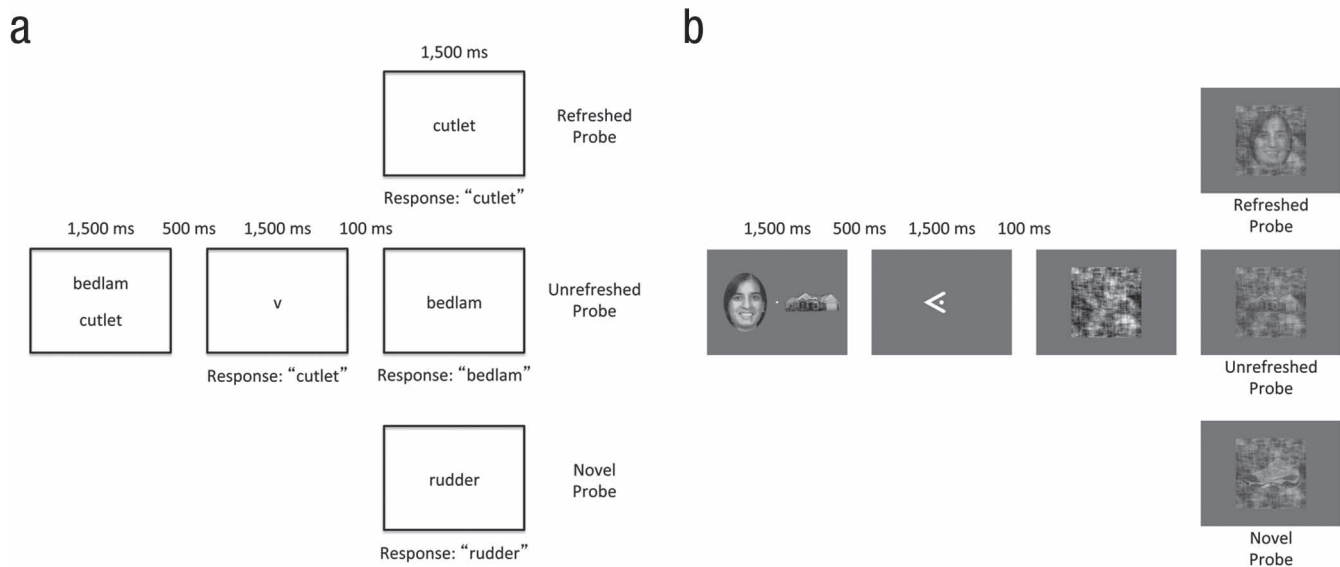 a
1,500 ms
cutlet
Refreshed
Probe
Response: “cutlet”
1,500 ms 500 ms 1,500 ms 100 ms
bedlam
cutlet
v
Response: “cutlet”
bedlam
Response: “bedlam”
Unrefreshed
Probe
rudder
Novel
Probe
Response: “rudder”
b
1,500 ms 500 ms 1,500 ms 100 ms
Refreshed
Probe
Unrefreshed
Probe
Novel
Probe